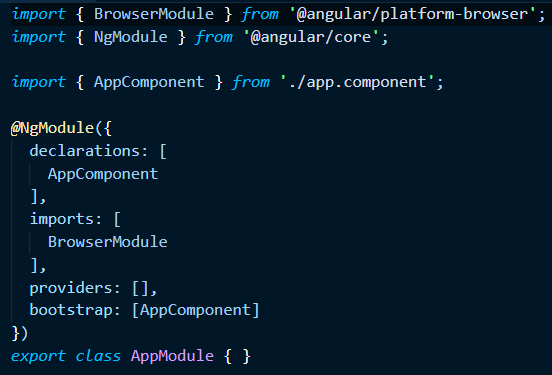 import { BrowserModule } from '@angular/platform-browser';
import { NgModule } from '@angular/core';

import { AppComponent } from './app.component';

@NgModule({
  declarations: [
    AppComponent
  ],
  imports: [
    BrowserModule
  ],
  providers: [],
  bootstrap: [AppComponent]
})
export class AppModule { }